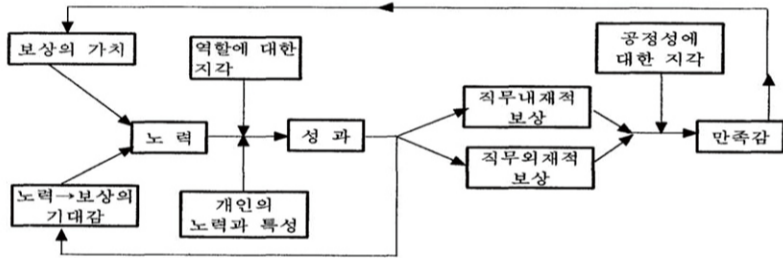 보상의 가치
역할에 대한
지각
공정성에
대한 지각
직무내재적
보상
노 력
성 과
만족감
직무외재적
보상
노력→보상의
기대감
개인의
노력과 특성